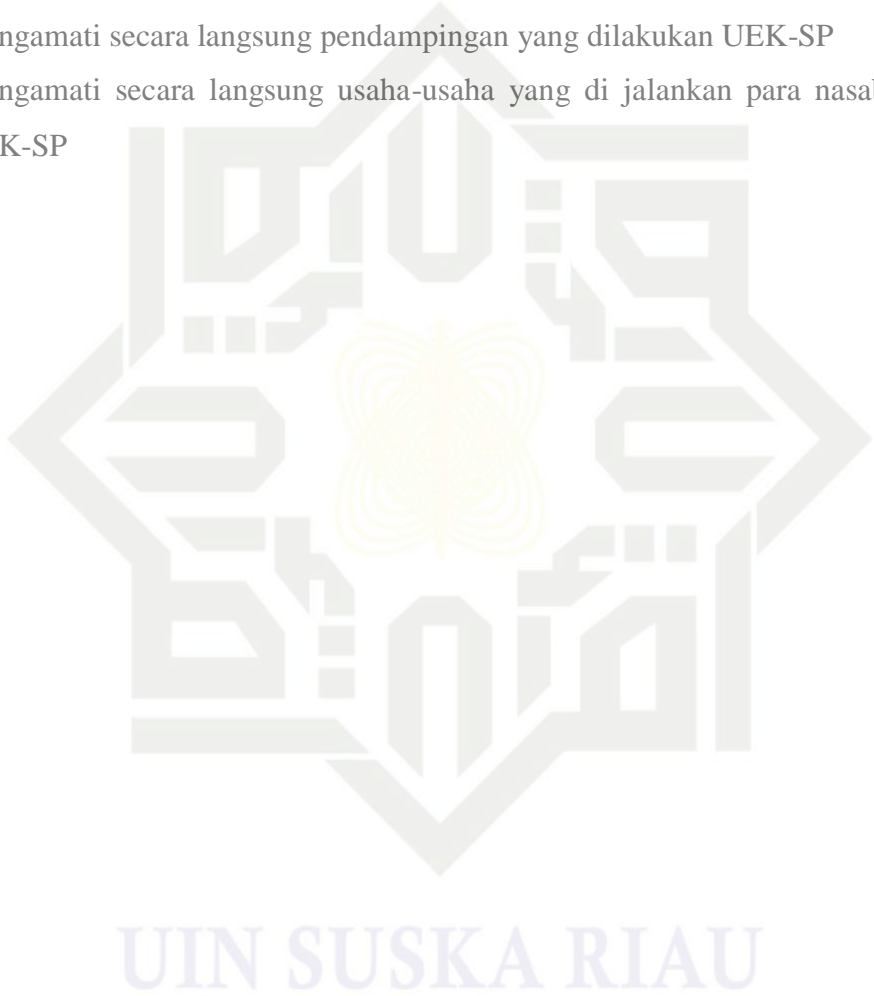 ngamati secara langsung pendampingan yang dilakukan UEK-SP
ngamati secara langsung usaha-usaha yang di jalankan para nasab
K-SP
UIN SUSKA RIAU